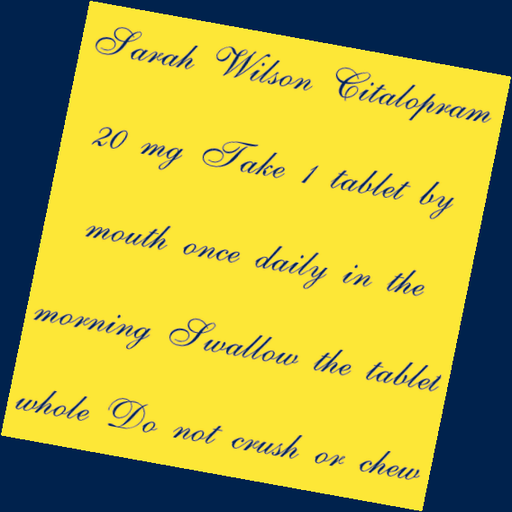 Sarah Wilson Citalopram
20 mg Take 1 tablet by
mouth once daily in the
morning Swallow the tablet
whole Do not crush or chew